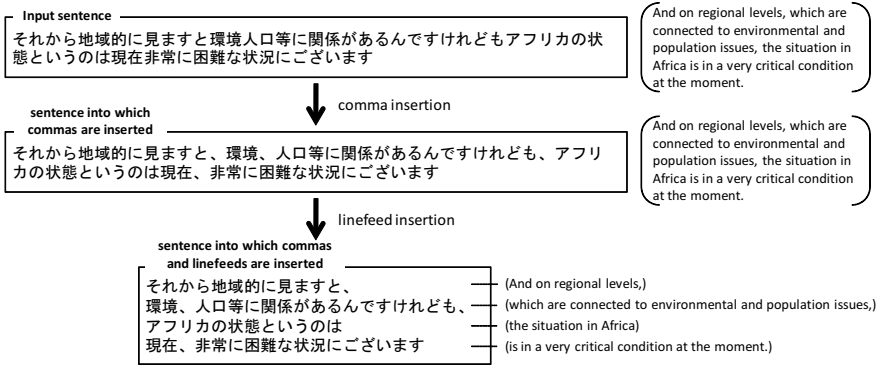 Input sentence
それから地域的に見ますと環境人口等に関係があるんですけれどもアフリカの状
態というのは現在非常に困難な状況にございます
And on regional levels, which are
connected to environmental and
population issues, the situation in
Africa is in a very critical condition
at the moment.
comma insertion
sentence into which
commas are inserted
それから地域的に見ますと、環境、人口等に関係があるんですけれども、アフリ
カの状態というのは現在、非常に困難な状況にございます
And on regional levels, which are
connected to environmental and
population issues, the situation in
Africa is in a very critical condition
at the moment.
linefeed insertion
sentence into which commas
and linefeeds are inserted
それから地域的に見ますと、
(And on regional levels,)
環境、人口等に関係があるんですけれども、
(which are connected to environmental and population issues,)
アフリカの状態というのは
(the situation in Africa)
現在、非常に困難な状況にございます
(is in a very critical condition at the moment.)